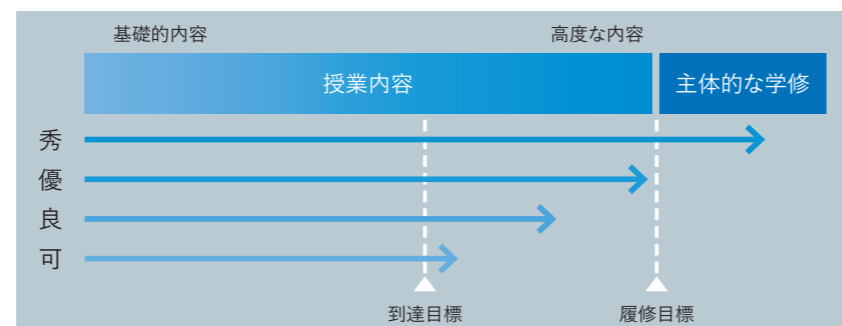 基礎的内容
高度な内容
授業内容
主体的な学修
秀
優
良
可
到達目標
履修目標